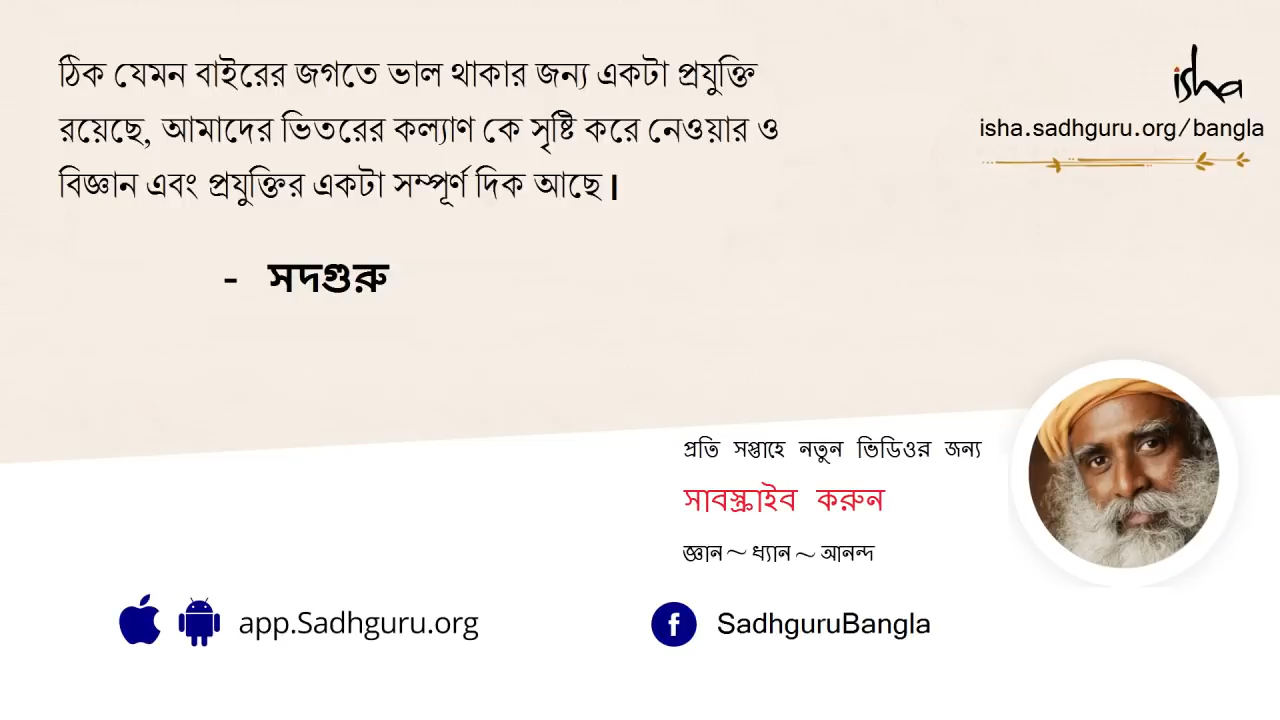 ঠিক যেমন বাইরের জগতে ভাল থাকার জন্য একটা প্রযুক্তি
রয়েছে, আমাদের ভিতরের কল্যাণ কে সৃষ্টি করে নেওয়ার ও
বিজ্ঞান এবং প্রযুক্তির একটা সম্পূর্ণ দিক আছে।
- সদগুরু
isha
isha.sadhguru.org/bangla
প্রতি সপ্তাহে নতুন ভিডিওর জন্য
সাবস্ক্রাইব করুন
জ্ঞান ~ ধ্যান ~ আনন্দ
app.Sadhguru.org
f SadhguruBangla